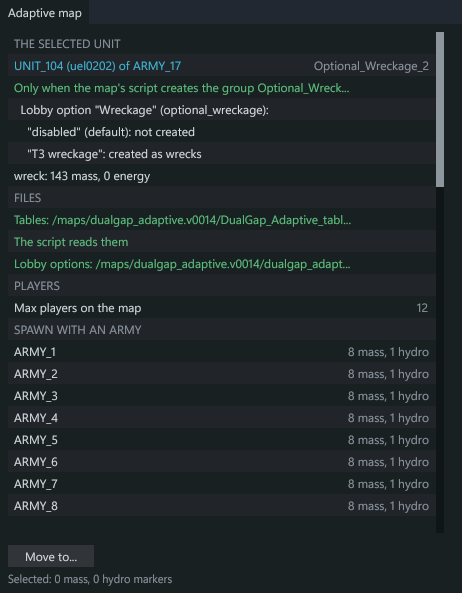 Adaptive map
THE SELECTED UNIT
UNIT_104 (uel0202) of ARMY_17 Optional_Wreckage_2
Only when the map's script creates the group Optional_Wreck...
Lobby option "Wreckage" (optional_wreckage):
"disabled" (default): not created
"T3 wreckage": created as wrecks
wreck: 143 mass, 0 energy
FILES
Tables: /maps/dualgap_adaptive.v0014/DualGap_Adaptive_tabl...
The script reads them
Lobby options: /maps/dualgap_adaptive.v0014/dualgap_adapt...
PLAYERS
Max players on the map 12
SPAWN WITH AN ARMY
ARMY_1 8 mass, 1 hydro
ARMY_2 8 mass, 1 hydro
ARMY_3 8 mass, 1 hydro
ARMY_4 8 mass, 1 hydro
ARMY_5 8 mass, 1 hydro
ARMY_6 8 mass, 1 hydro
ARMY_7 8 mass, 1 hydro
ARMY_8 8 mass, 1 hydro
Move to...
Selected: 0 mass, 0 hydro markers